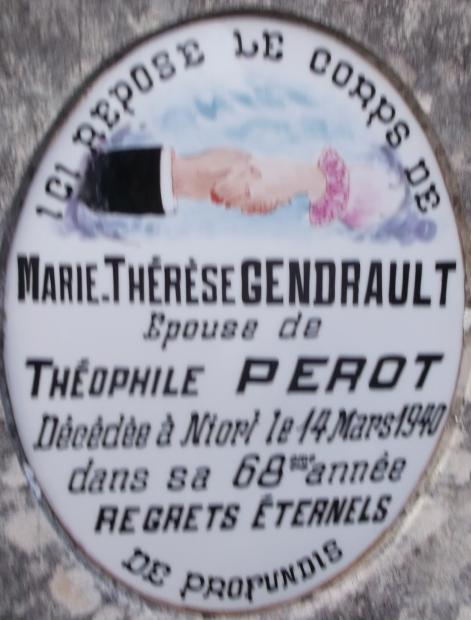 ICI REPOSE LE CORPS DE
MARIE-THÉRÈSE GENDRAULT
Epouse de
THÉOPHILE PEROT
Décédée à Niort le 14 Mars 1940
dans sa 68me année
REGRETS ÉTERNELS
DE PROFUNDIS